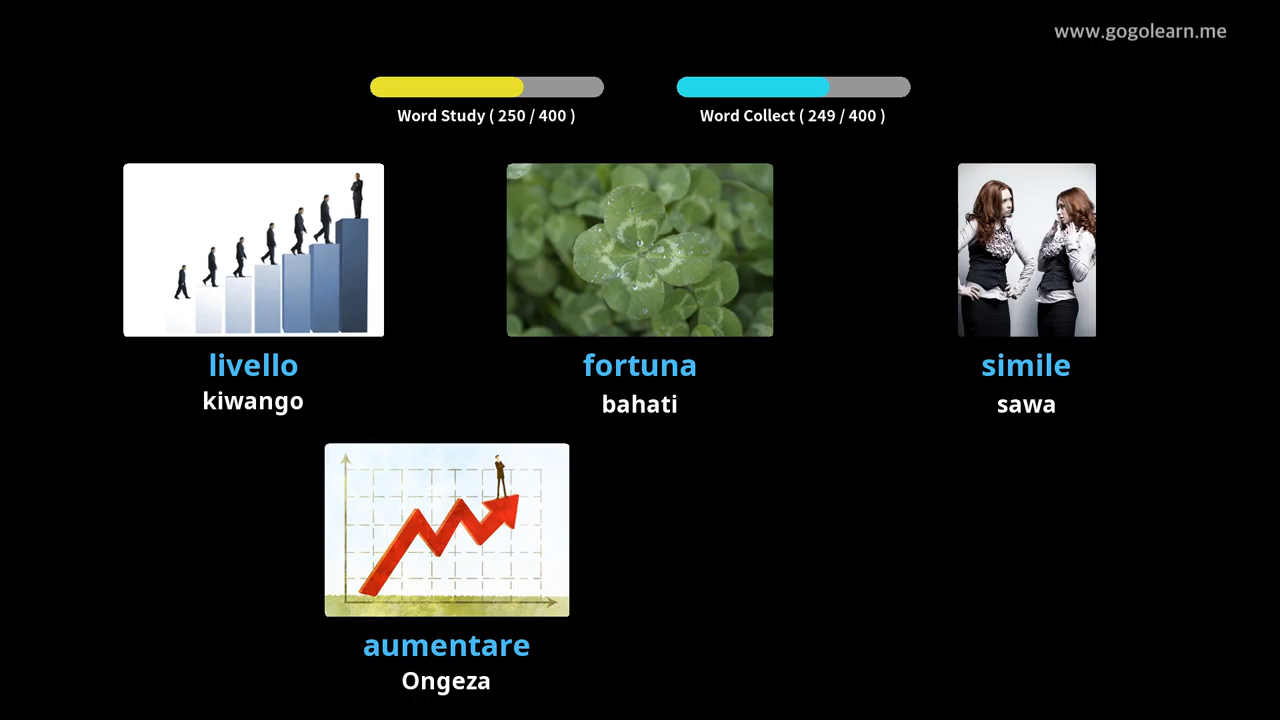 www.gogolearn.me
Word Study ( 250 / 400 )
Word Collect ( 249 / 400 )
livello
kiwango
fortuna
bahati
simile
sawa
aumentare
Ongeza